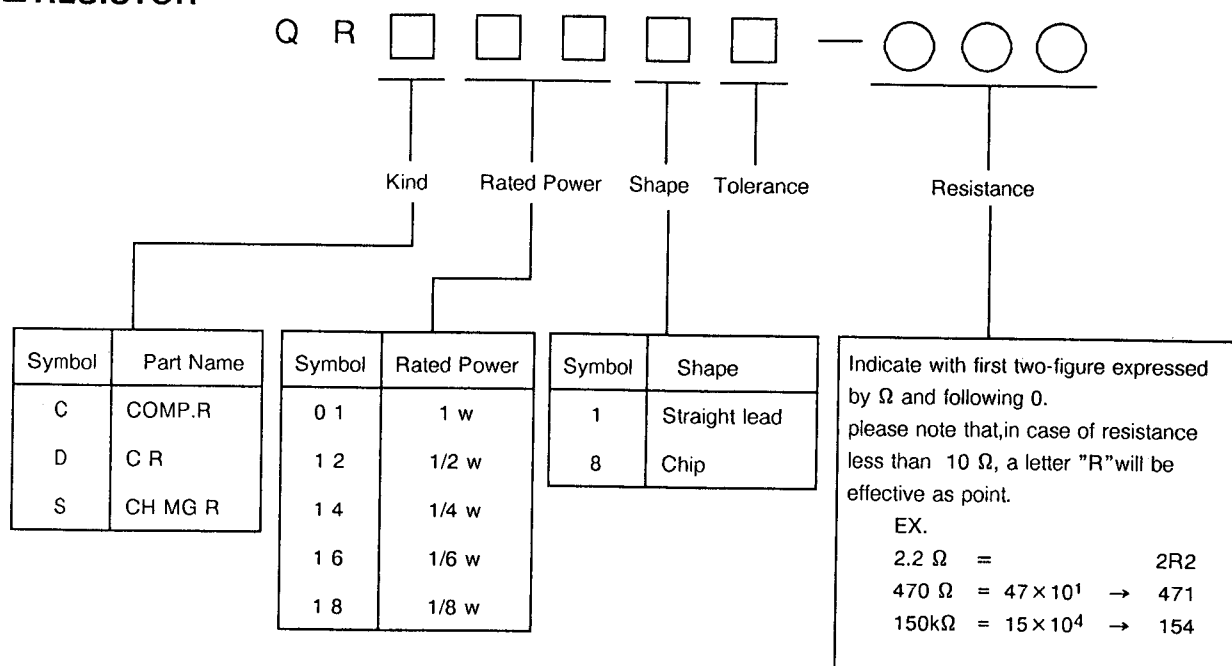 Q R —
Kind Rated Power Shape Tolerance Resistance
Symbol Part Name
C COMP.R
D C R
S CH MG R
Symbol Rated Power
0 1 1 w
1 2 1/2 w
1 4 1/4 w
1 6 1/6 w
1 8 1/8 w
Symbol Shape
1 Straight lead
8 Chip
Indicate with first two-figure expressed
by Ω and following 0.
please note that,in case of resistance
less than 10 Ω, a letter "R"will be
effective as point.
EX.
2.2 Ω = 2R2
470 Ω = 47×10¹ → 471
150kΩ = 15×10⁴ → 154